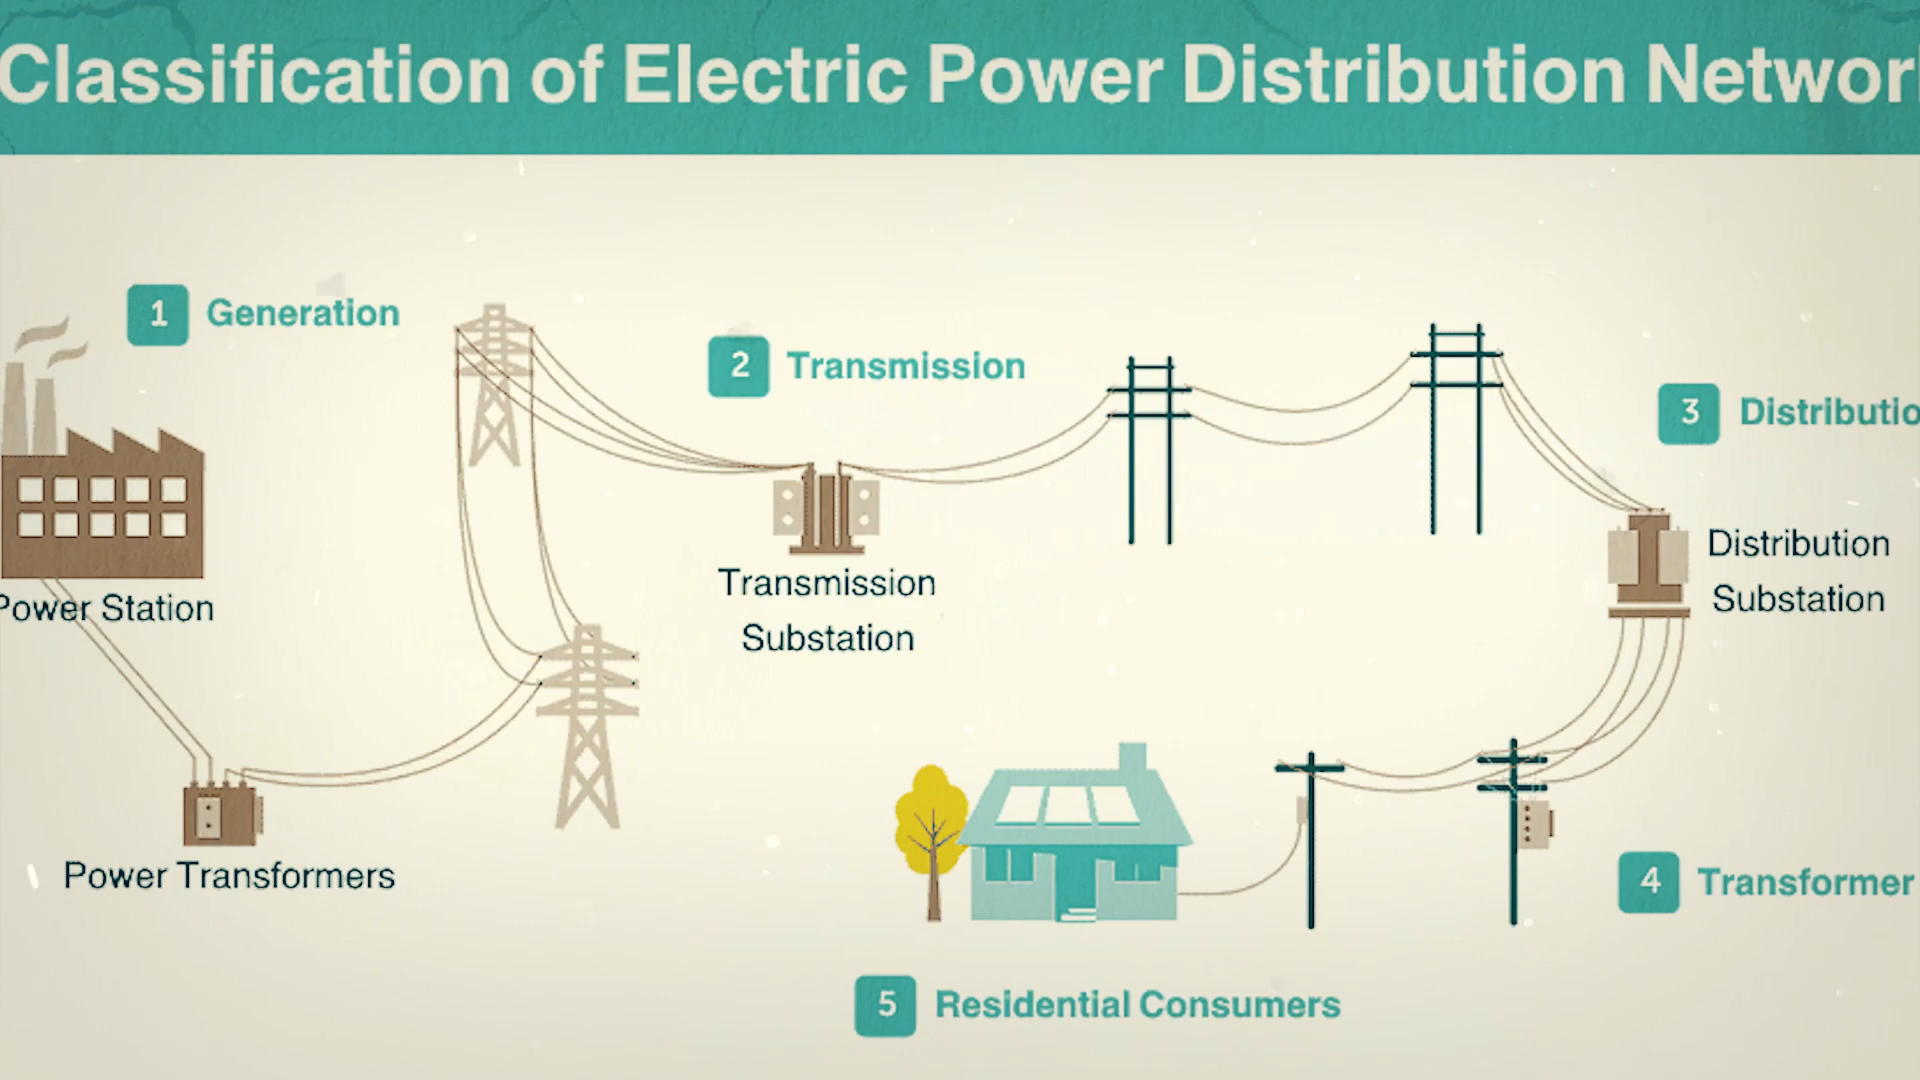 Classification of Electric Power Distribution Networ
1 Generation
2 Transmission
3 Distributio
Power Station
Transmission
Substation
Distribution
Substation
Power Transformers
4 Transformer
5 Residential Consumers